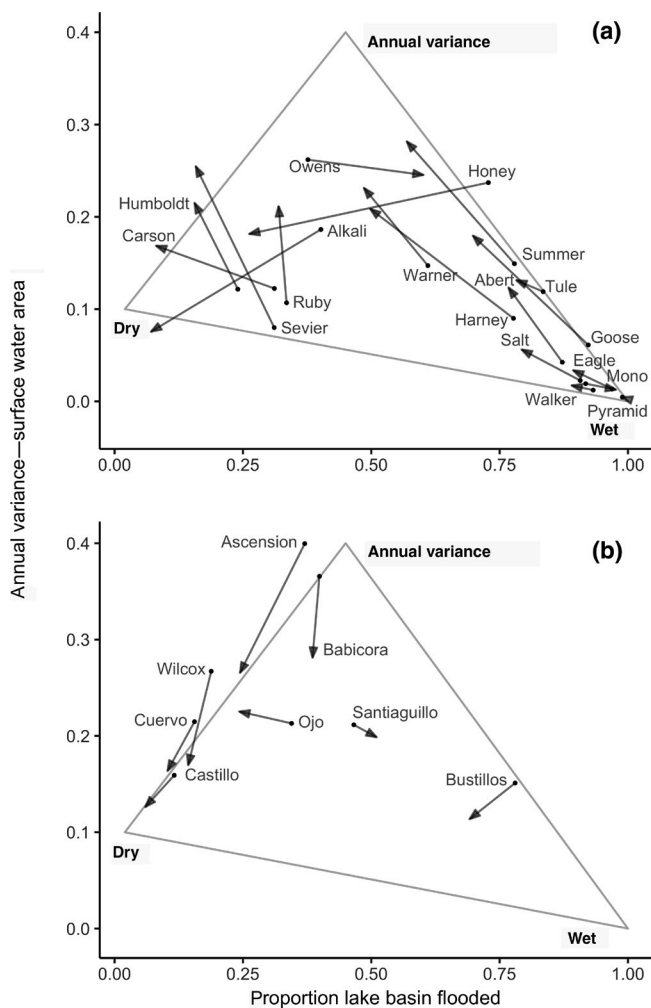 (a)
Annual variance
0.4
0.3
Owens
Honey
Humboldt
0.2
Carson
Alkali
Warner
Summer
Abert
Tule
Ruby
0.1
Dry
Sevier
Harney
Goose
Salt
Eagle
Mono
Walker
Pyramid
0.0
Wet
0.00
0.25
0.50
0.75
1.00
Annual variance—surface water area
(b)
Ascension
0.4
Annual variance
Babicora
0.3
Wilcox
Cuervo
Ojo
Santiaguillo
0.2
Castillo
Bustillos
0.1
Dry
0.0
Wet
0.00
0.25
0.50
0.75
1.00
Proportion lake basin flooded